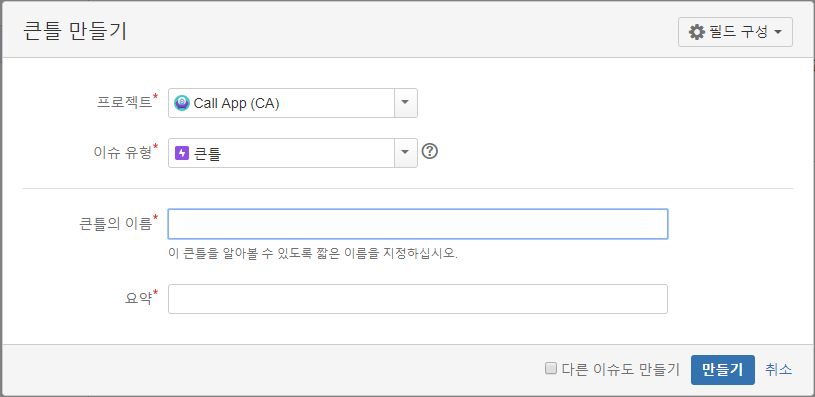 큰틀 만들기
필드 구성
프로젝트*
Call App (CA)
이슈 유형*
큰틀
큰틀의 이름*
이 큰틀을 알아볼 수 있도록 짧은 이름을 지정하십시오.
요약*
다른 이슈도 만들기
만들기
취소